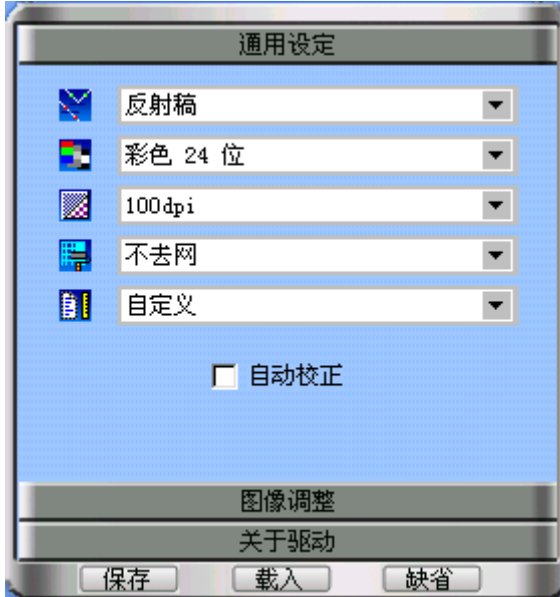 通用设定
反射稿
彩色 24 位
100dpi
不去网
自定义
自动校正
图像调整
关于驱动
保存 载入 缺省